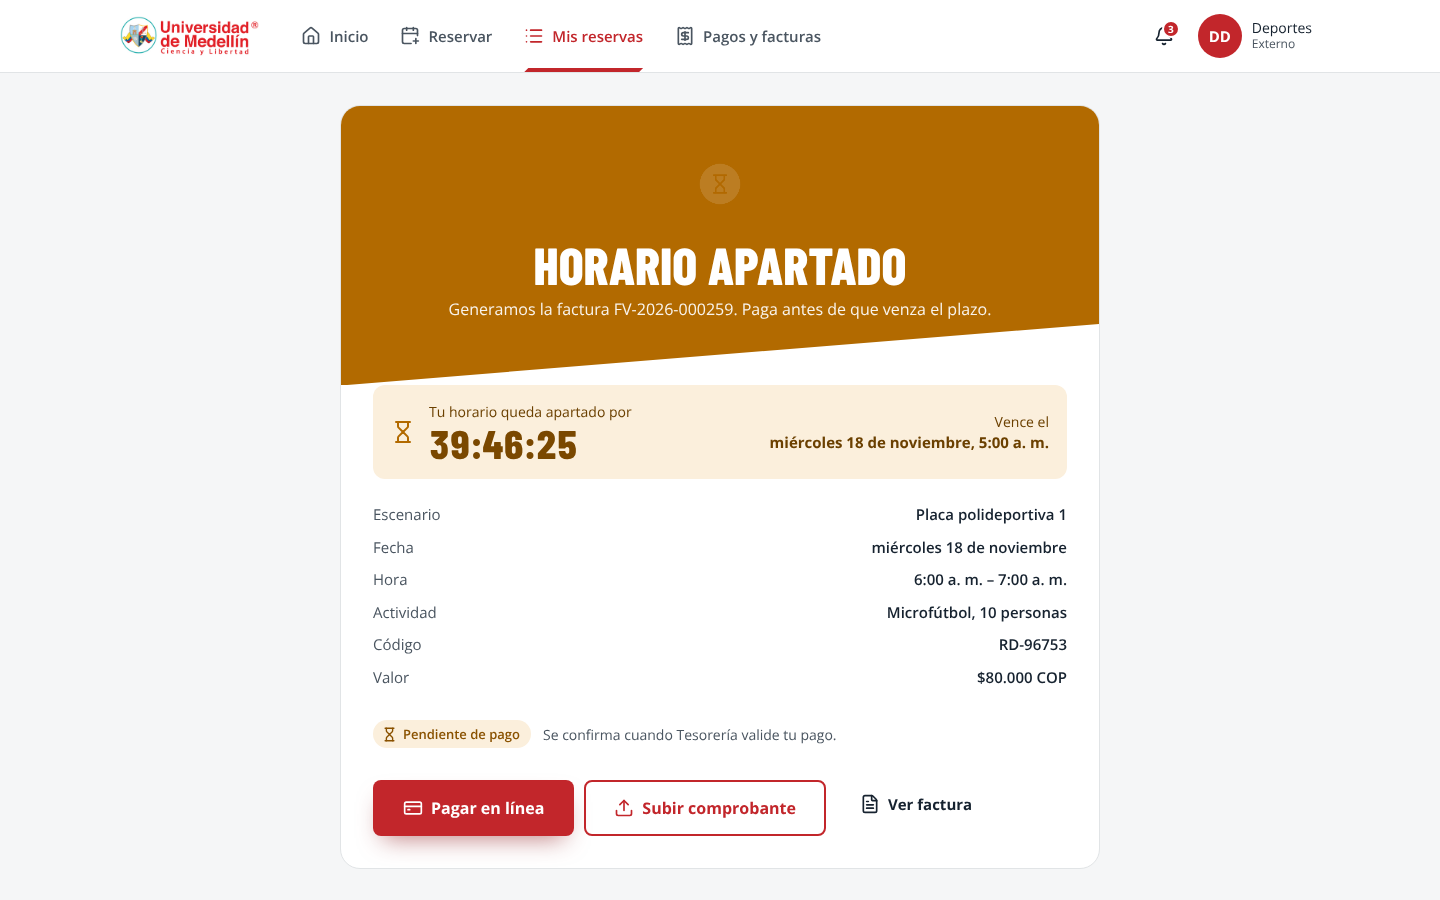 Universidad®
de Medellín
Ciencia y Libertad
Inicio
Reservar
Mis reservas
Pagos y facturas
3
DD
Deportes
Externo
HORARIO APARTADO
Generamos la factura FV-2026-000259. Paga antes de que venza el plazo.
Tu horario queda apartado por
39:46:25
Vence el
miércoles 18 de noviembre, 5:00 a. m.
Escenario Placa polideportiva 1
Fecha miércoles 18 de noviembre
Hora 6:00 a. m. – 7:00 a. m.
Actividad Microfútbol, 10 personas
Código RD-96753
Valor $80.000 COP
Pendiente de pago Se confirma cuando Tesorería valide tu pago.
Pagar en línea Subir comprobante Ver factura